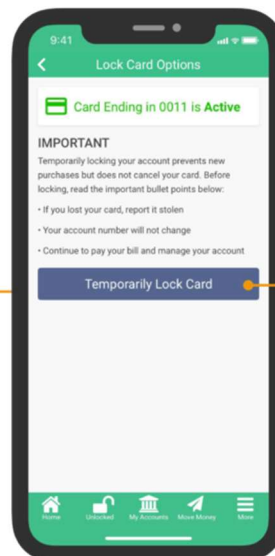 9:41
Lock Card Options
Card Ending in 0011 is Active
IMPORTANT
Temporarily locking your account prevents new
purchases but does not cancel your card. Before
locking, read the important bullet points below:
• If you lost your card, report it stolen
• Your account number will not change
• Continue to pay your bill and manage your account
Temporarily Lock Card
Home Unlocked My Accounts Move Money More